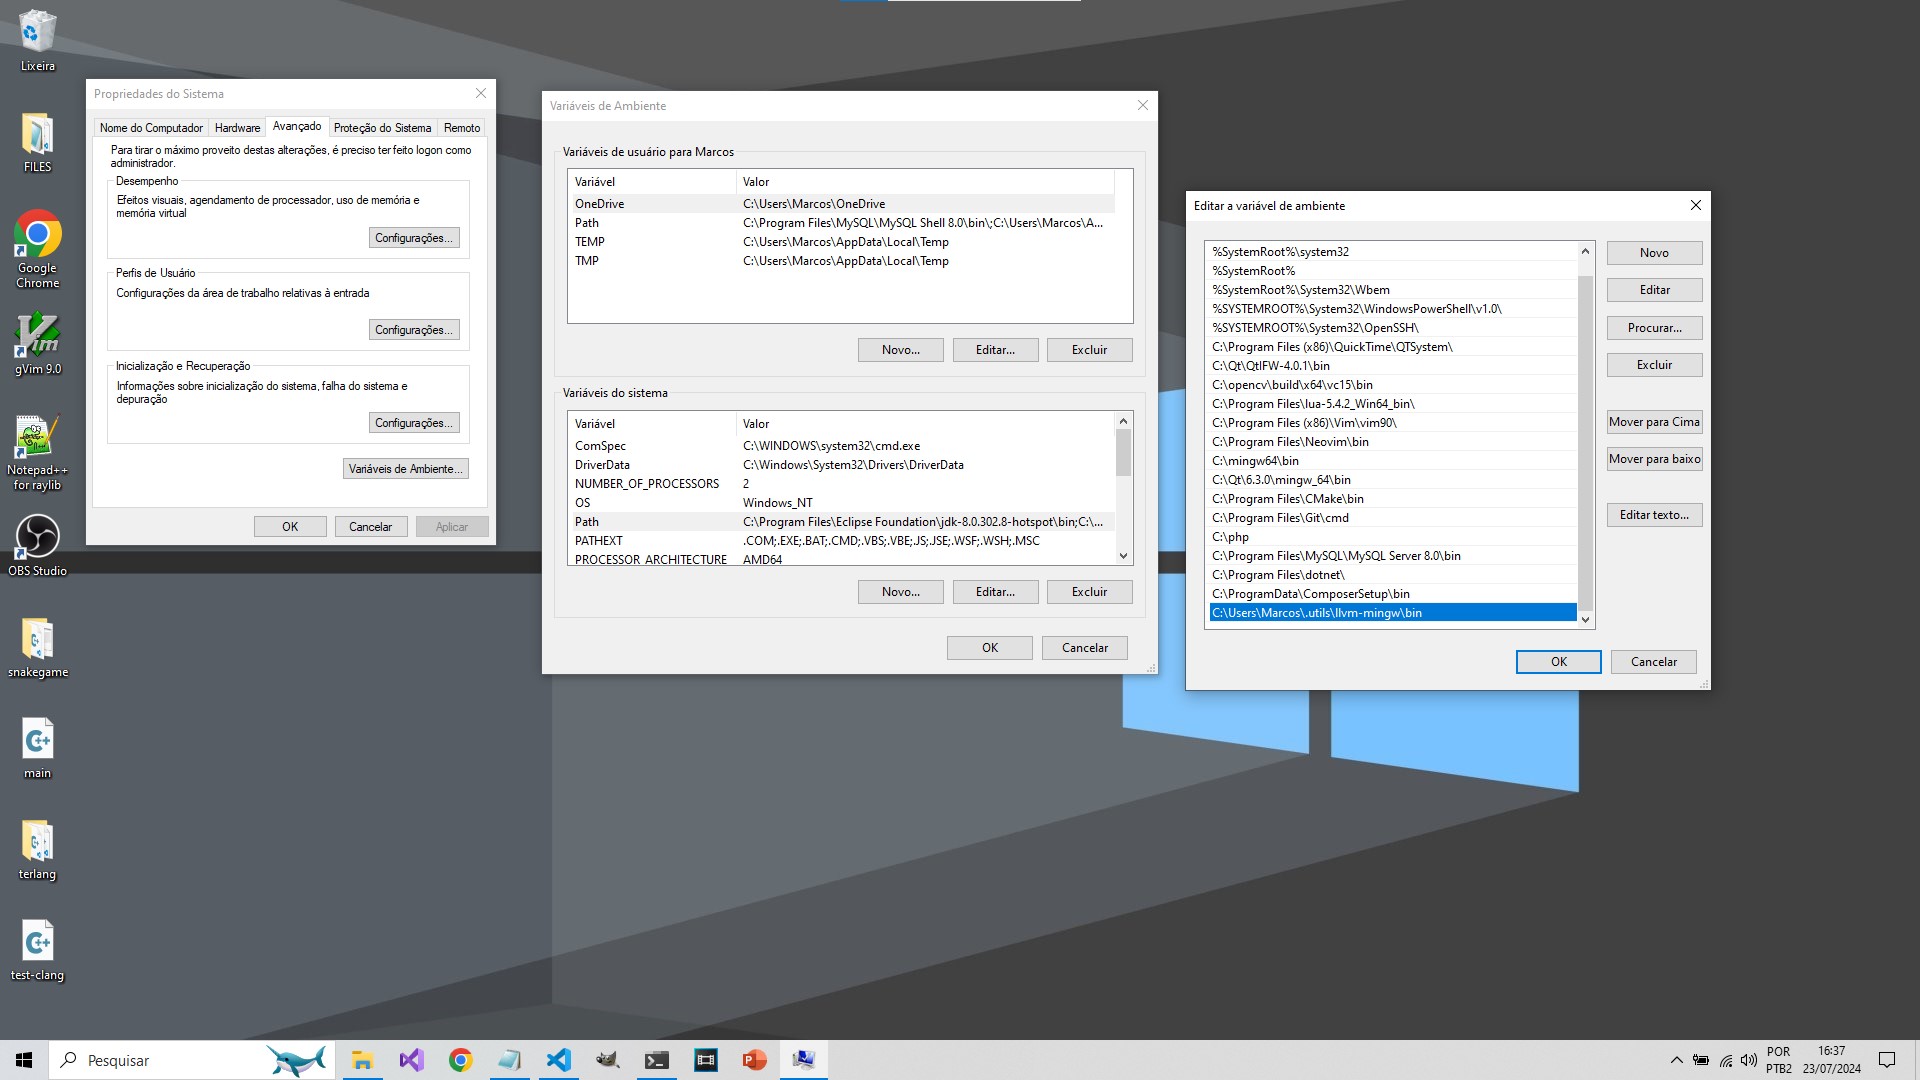 Lixeira
FILES
Google
Chrome
gVim 9.0
Notepad++
for raylib
OBS Studio
snakegame
main
terlang
test-clang
Propriedades do Sistema
Nome do Computador
Hardware
Avançado
Proteção do Sistema
Remoto
Para tirar o máximo proveito destas alterações, é preciso ter feito logon como
administrador.
Desempenho
Efeitos visuais, agendamento de processador, uso de memória e
memória virtual
Configurações...
Perfis de Usuário
Configurações da área de trabalho relativas à entrada
Configurações...
Inicialização e Recuperação
Informações sobre inicialização do sistema, falha do sistema e
depuração
Configurações...
Variáveis de Ambiente...
OK
Cancelar
Aplicar
Variáveis de Ambiente
Variáveis de usuário para Marcos
Variável Valor
OneDrive C:\Users\Marcos\OneDrive
Path C:\Program Files\MySQL\MySQL Shell 8.0\bin\;C:\Users\Marcos\A...
TEMP C:\Users\Marcos\AppData\Local\Temp
TMP C:\Users\Marcos\AppData\Local\Temp
Novo...
Editar...
Excluir
Variáveis do sistema
Variável Valor
ComSpec C:\WINDOWS\system32\cmd.exe
DriverData C:\Windows\System32\Drivers\DriverData
NUMBER_OF_PROCESSORS 2
OS Windows_NT
Path C:\Program Files\Eclipse Foundation\jdk-8.0.302.8-hotspot\bin;C:\...
PATHEXT .COM;.EXE;.BAT;.CMD;.VBS;.VBE;.JS;.JSE;.WSF;.WSH;.MSC
PROCESSOR_ARCHITECTURE AMD64
Novo...
Editar...
Excluir
OK
Cancelar
Editar a variável de ambiente
%SystemRoot%\system32
%SystemRoot%
%SystemRoot%\System32\Wbem
%SYSTEMROOT%\System32\WindowsPowerShell\v1.0\
%SYSTEMROOT%\System32\OpenSSH\
C:\Program Files (x86)\QuickTime\QTSystem\
C:\Qt\QtIFW-4.0.1\bin
C:\opencv\build\x64\vc15\bin
C:\Program Files\lua-5.4.2_Win64_bin\
C:\Program Files (x86)\Vim\vim90\
C:\Program Files\Neovim\bin
C:\mingw64\bin
C:\Qt\6.3.0\mingw_64\bin
C:\Program Files\CMake\bin
C:\Program Files\Git\cmd
C:\php
C:\Program Files\MySQL\MySQL Server 8.0\bin
C:\Program Files\dotnet\
C:\ProgramData\ComposerSetup\bin
C:\Users\Marcos\.utils\llvm-mingw\bin
Novo
Editar
Procurar...
Excluir
Mover para Cima
Mover para baixo
Editar texto...
OK
Cancelar
Pesquisar
POR
PTB2
16:37
23/07/2024